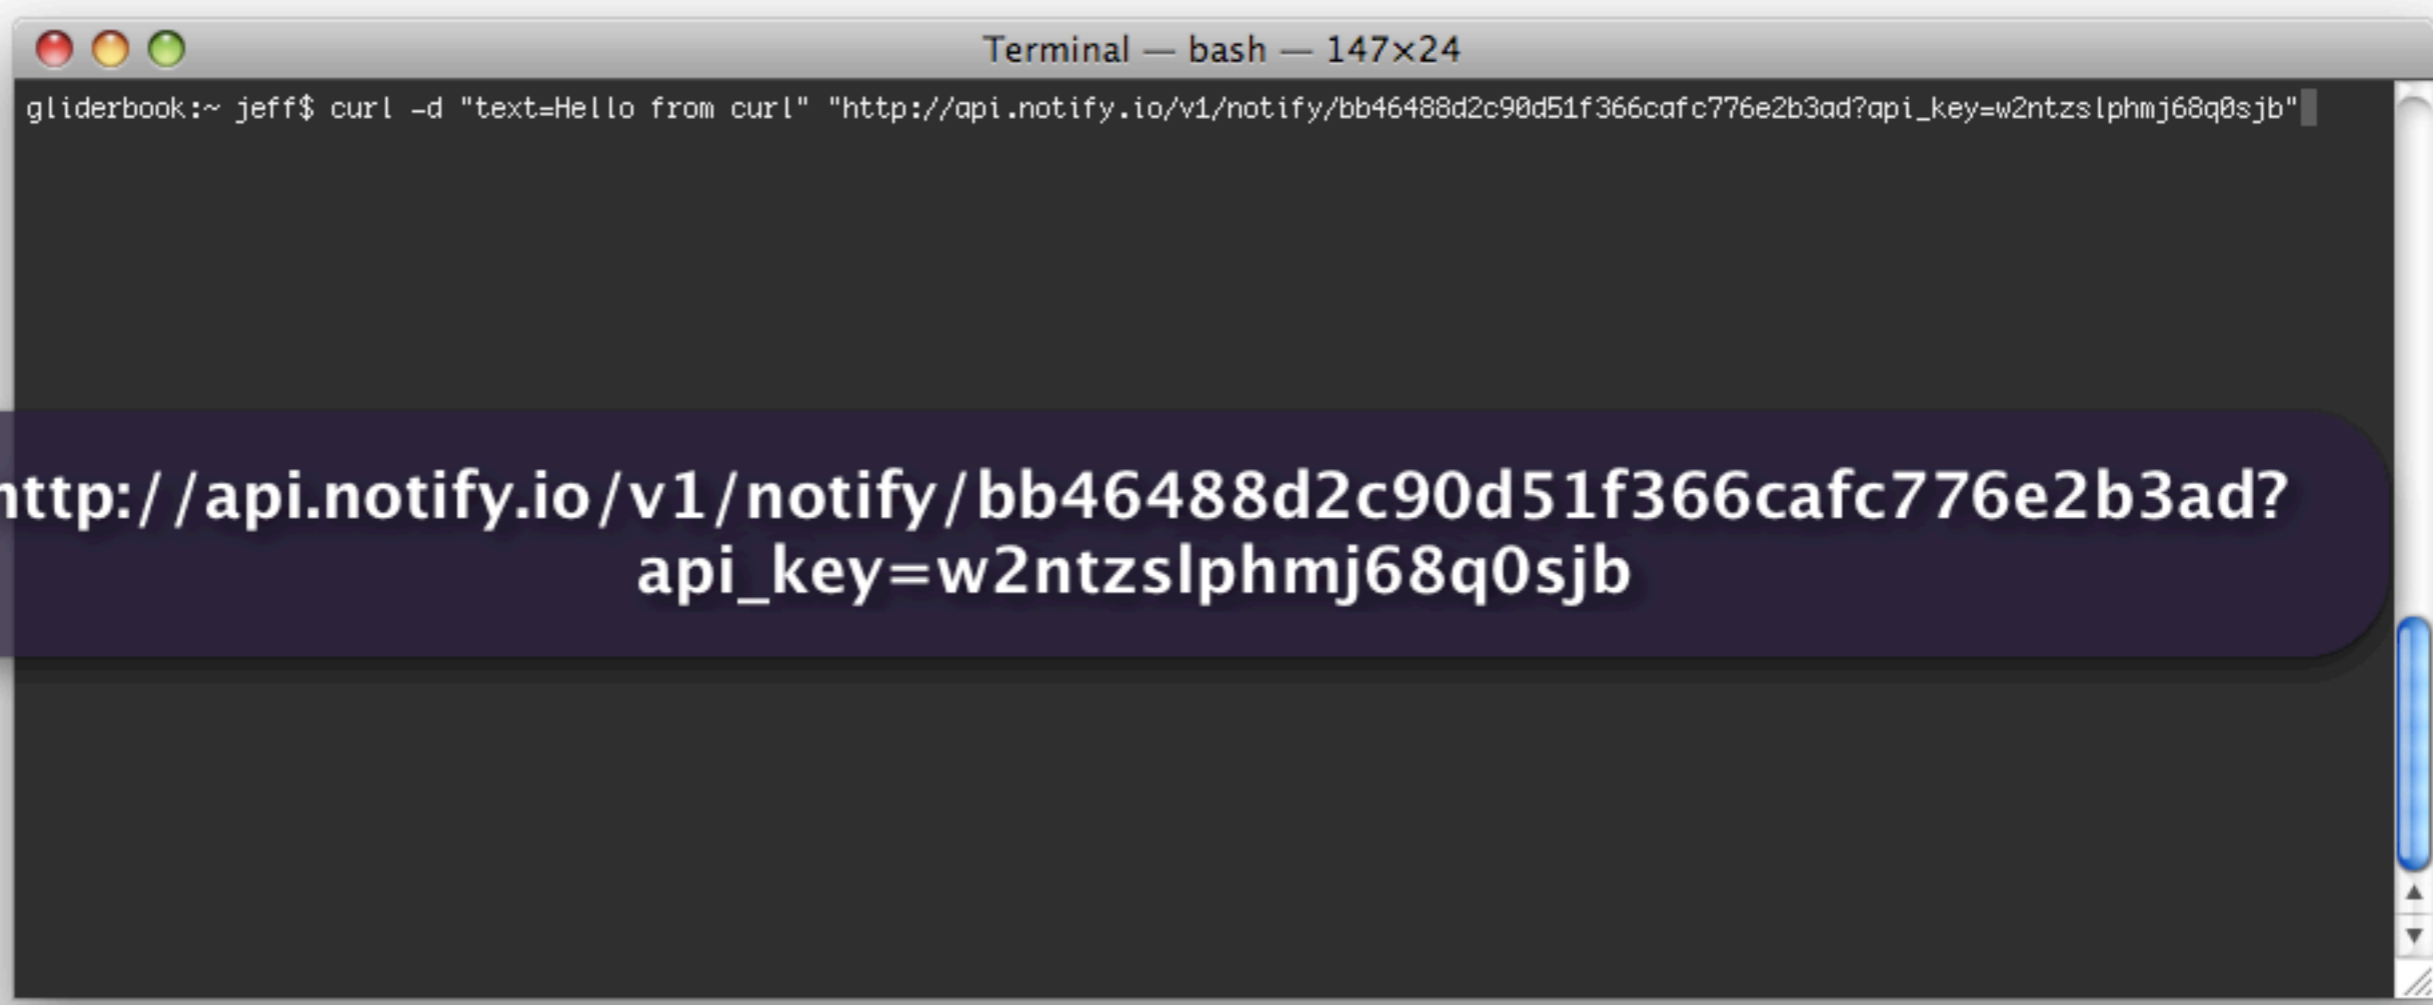 Terminal — bash — 147×24
gliderbook:~ jeff$ curl -d "text=Hello from curl" "http://api.notify.io/v1/notify/bb46488d2c90d51f366cafc776e2b3ad?api_key=w2ntzslphmj68q0sjb"
http://api.notify.io/v1/notify/bb46488d2c90d51f366cafc776e2b3ad?
api_key=w2ntzslphmj68q0sjb